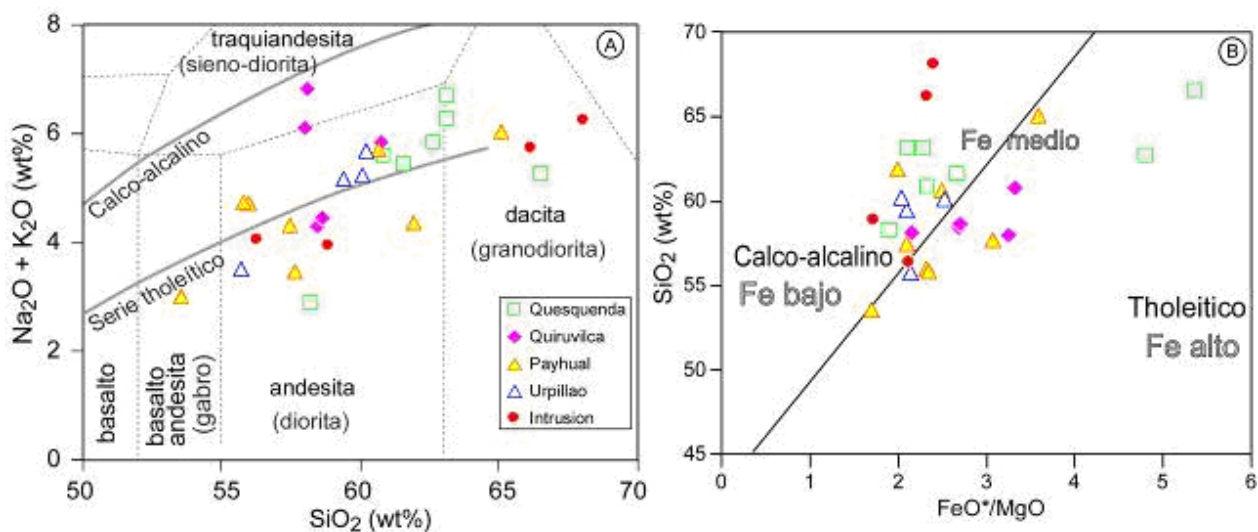 A
8
6
4
2
0
Na₂O + K₂O (wt%)
50
55
60
65
70
SiO₂ (wt%)
traquiandesita
(sieno-diorita)
Calco-alcalino
Serie tholeítico
dacita
(granodiorita)
basalto
basalto
andesita
(gabro)
andesita
(diorita)
Quesquenda
Quiruvilca
Payhual
Urpillao
Intrusion
B
70
65
60
55
50
45
SiO₂ (wt%)
0
1
2
3
4
5
6
FeO*/MgO
Fe medio
Calco-alcalino
Fe bajo
Tholeitico
Fe alto